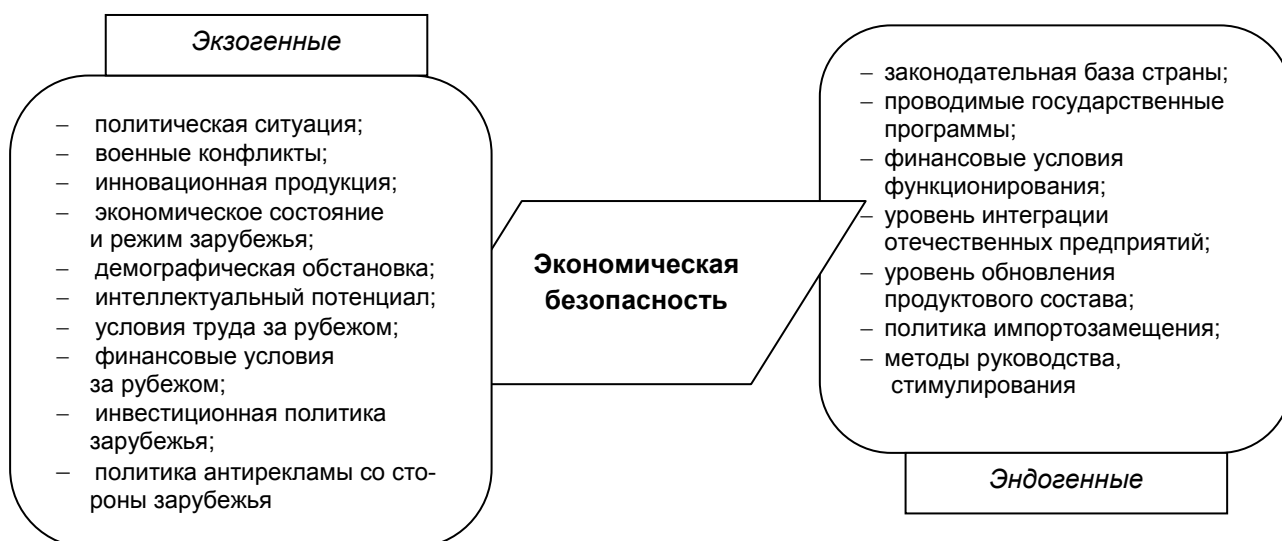 Экзогенные
– политическая ситуация;
– военные конфликты;
– инновационная продукция;
– экономическое состояние
и режим зарубежья;
– демографическая обстановка;
– интеллектуальный потенциал;
– условия труда за рубежом;
– финансовые условия
за рубежом;
– инвестиционная политика
зарубежья;
– политика антирекламы со сто-
роны зарубежья
Экономическая
безопасность
– законодательная база страны;
– проводимые государственные
программы;
– финансовые условия
функционирования;
– уровень интеграции
отечественных предприятий;
– уровень обновления
продуктового состава;
– политика импортозамещения;
– методы руководства,
стимулирования
Эндогенные